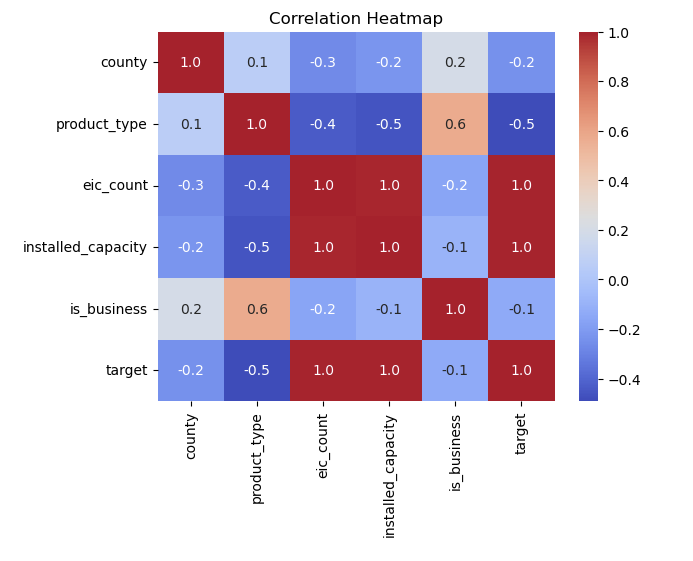 Correlation Heatmap
county 1.0 0.1 -0.3 -0.2 0.2 -0.2
product_type 0.1 1.0 -0.4 -0.5 0.6 -0.5
eic_count -0.3 -0.4 1.0 1.0 -0.2 1.0
installed_capacity -0.2 -0.5 1.0 1.0 -0.1 1.0
is_business 0.2 0.6 -0.2 -0.1 1.0 -0.1
target -0.2 -0.5 1.0 1.0 -0.1 1.0
county
product_type
eic_count
installed_capacity
is_business
target
1.0
0.8
0.6
0.4
0.2
0.0
−0.2
−0.4